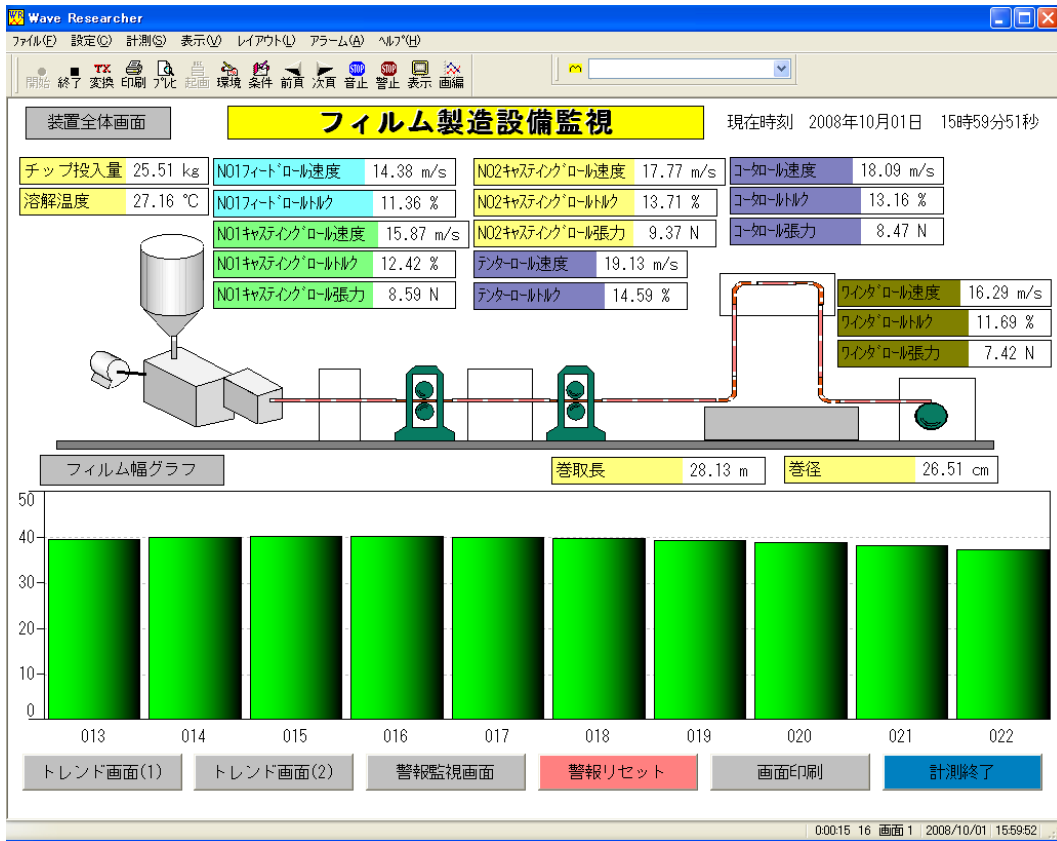 Wave Researcher
ファイル(F) 設定(C) 計測(S) 表示(V) レイアウト(L) アラーム(A) ヘルプ(H)
TX STOP STOP
開始 終了 変換 印刷 プレビ 起画 環境 条件 前頁 次頁 音止 警止 表示 画編
装置全体画面 フィルム製造設備監視 現在時刻 2008年10月01日 15時59分51秒
チップ投入量 25.51 kg NO1フィードロール速度 14.38 m/s NO2キャスティングロール速度 17.77 m/s コータロール速度 18.09 m/s
溶解温度 27.16 ℃ NO1フィードロールトルク 11.36 % NO2キャスティングロールトルク 13.71 % コータロールトルク 13.16 %
NO1キャスティングロール速度 15.87 m/s NO2キャスティングロール張力 9.37 N コータロール張力 8.47 N
NO1キャスティングロールトルク 12.42 % テンターロール速度 19.13 m/s
NO1キャスティングロール張力 8.59 N テンターロールトルク 14.59 % ワインダロール速度 16.29 m/s
ワインダロールトルク 11.69 %
ワインダロール張力 7.42 N
フィルム幅グラフ 巻取長 28.13 m 巻径 26.51 cm
50
40
30
20
10
0
013 014 015 016 017 018 019 020 021 022
トレンド画面(1) トレンド画面(2) 警報監視画面 警報リセット 画面印刷 計測終了
0:00:15 16 画面 1 2008/10/01 15:59:52